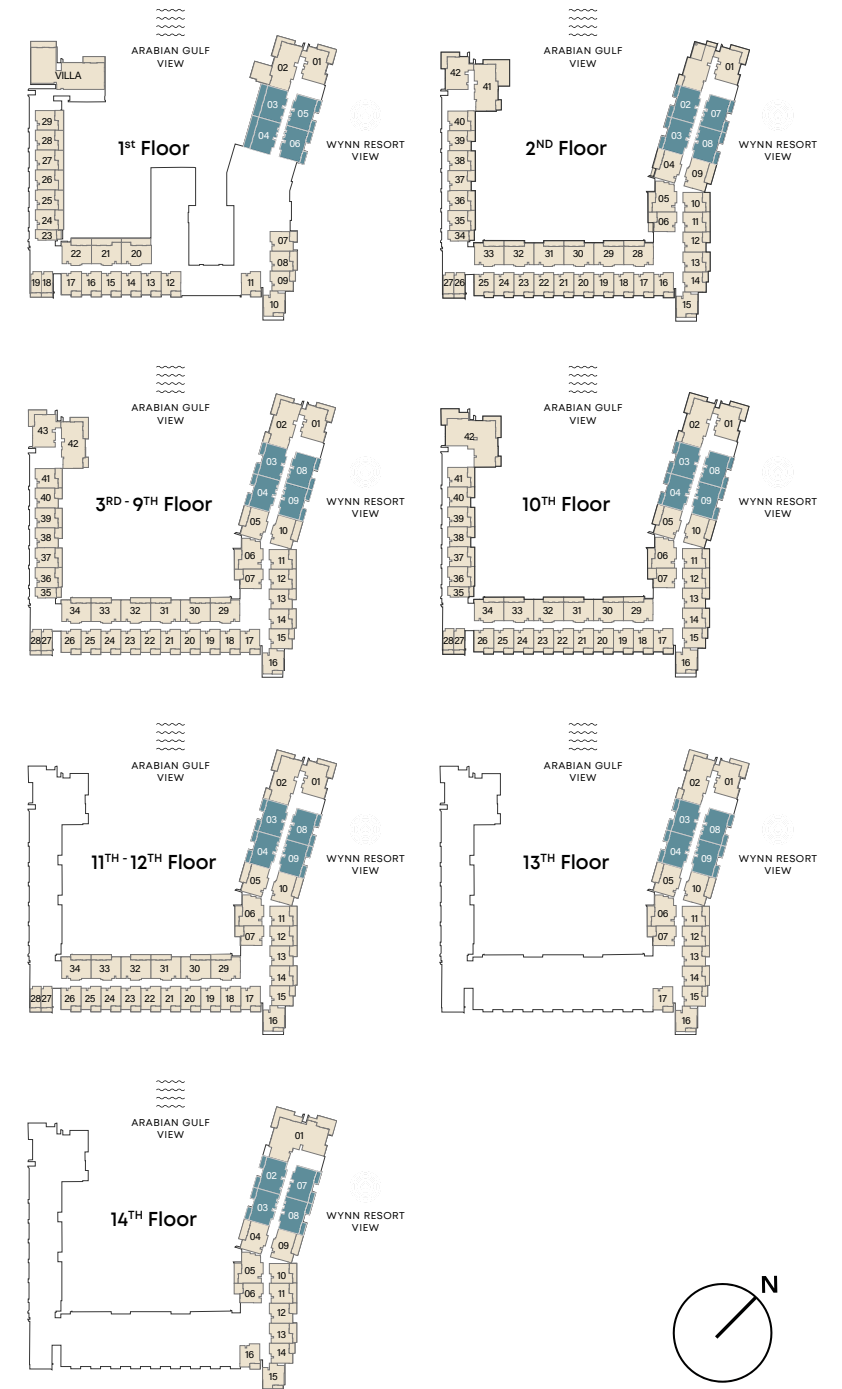 ARABIAN GULF
VIEW
VILLA
02
01
03
05
04
06
WYNN RESORT
VIEW
1st Floor
29
28
27
26
25
24
23
22 21 20
19 18 17 16 15 14 13 12 11
07
08
09
10
ARABIAN GULF
VIEW
42
41
01
02
07
03
08
04
09
WYNN RESORT
VIEW
2ND Floor
40
39
38
37
36
35
34
33 32 31 30 29 28
27 26 25 24 23 22 21 20 19 18 17 16
05
06
10
11
12
13
14
15
ARABIAN GULF
VIEW
43
42
02
01
03
08
04
09
05
10
WYNN RESORT
VIEW
3RD - 9TH Floor
41
40
39
38
37
36
35
34 33 32 31 30 29
28 27 26 25 24 23 22 21 20 19 18 17
06
07
11
12
13
14
15
16
ARABIAN GULF
VIEW
42
02
01
03
08
04
09
05
10
WYNN RESORT
VIEW
10TH Floor
41
40
39
38
37
36
35
34 33 32 31 30 29
28 27 26 25 24 23 22 21 20 19 18 17
06
07
11
12
13
14
15
16
ARABIAN GULF
VIEW
02
01
03
08
04
09
05
10
WYNN RESORT
VIEW
11TH - 12TH Floor
34 33 32 31 30 29
28 27 26 25 24 23 22 21 20 19 18 17
06
07
11
12
13
14
15
16
ARABIAN GULF
VIEW
02
01
03
08
04
09
05
10
WYNN RESORT
VIEW
13TH Floor
06
07
11
12
13
14
15
17
16
ARABIAN GULF
VIEW
01
02
07
03
08
04
09
WYNN RESORT
VIEW
14TH Floor
05
06
10
11
12
13
14
16
15
N